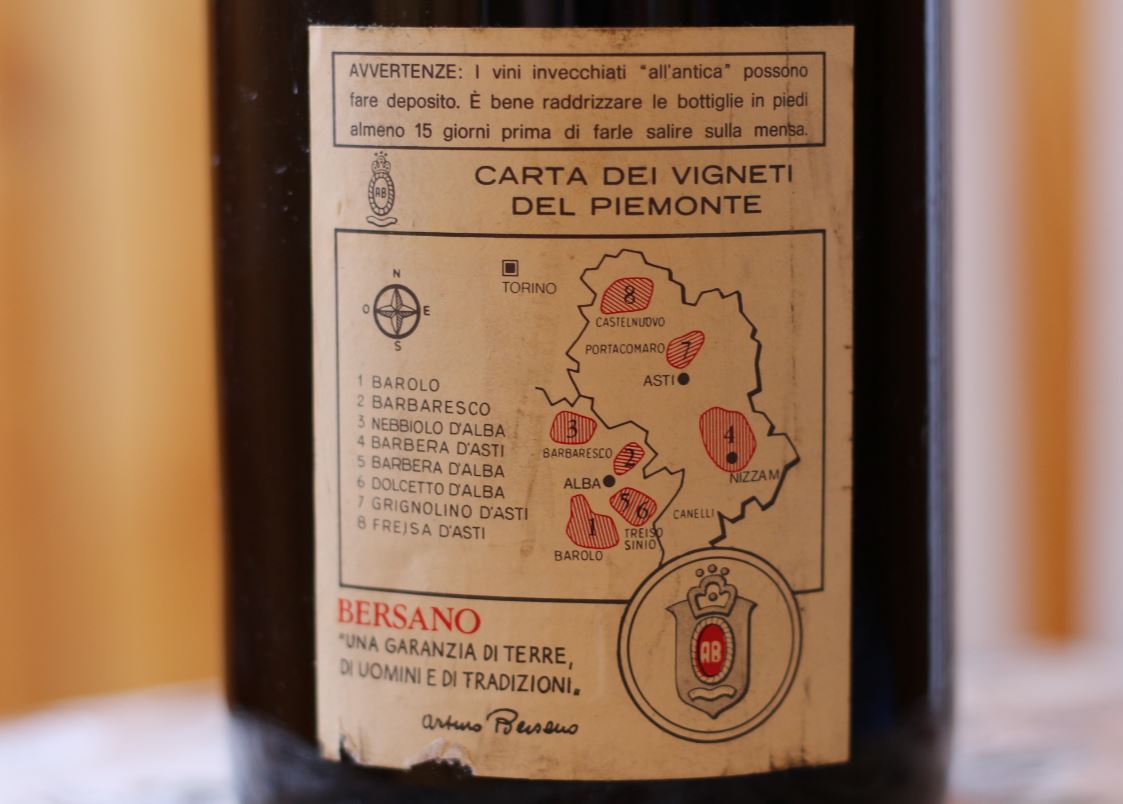 AVVERTENZE: I vini invecchiati "all'antica" possono
fare deposito. È bene raddrizzare le bottiglie in piedi
almeno 15 giorni prima di farle salire sulla mensa.
AB
CARTA DEI VIGNETI
DEL PIEMONTE
N
O E
S
TORINO
8
CASTELNUOVO
PORTACOMARO 7
ASTI
1 BAROLO
2 BARBARESCO
3 NEBBIOLO D'ALBA
4 BARBERA D'ASTI
5 BARBERA D'ALBA
6 DOLCETTO D'ALBA
7 GRIGNOLINO D'ASTI
8 FREJSA D'ASTI
3
4
BARBARESCO 2
NIZZA M
ALBA
5 6
CANELLI
1
TREISO
SINIO
BAROLO
BERSANO
"UNA GARANZIA DI TERRE,
DI UOMINI E DI TRADIZIONI„
Arturo Bersano
AB